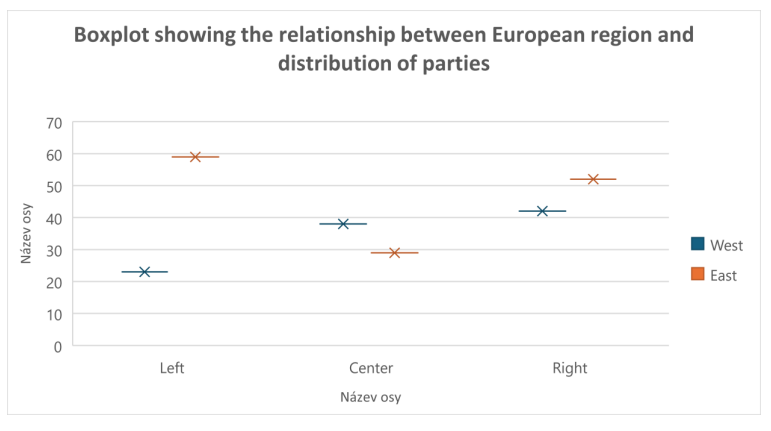 Boxplot showing the relationship between European region and
distribution of parties
70
60
50
40
30
20
10
0
Název osy
Left Center Right
Název osy
West
East